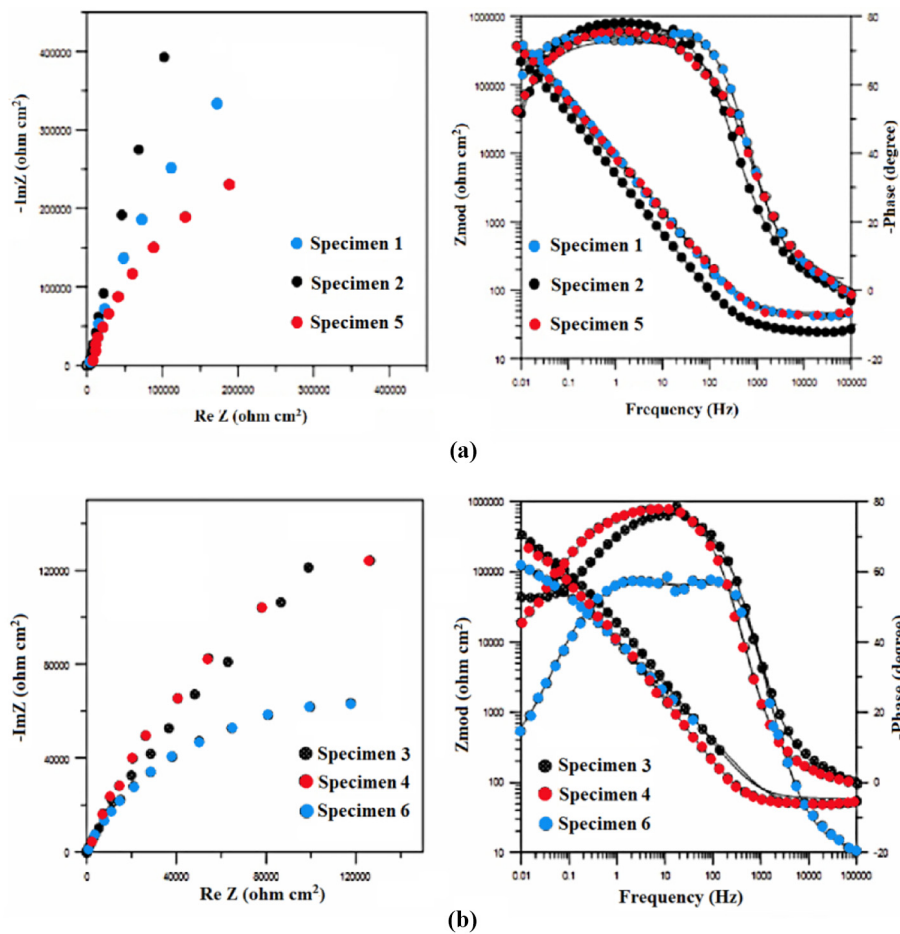 (a)
-ImZ (ohm cm²)
400000
300000
200000
100000
0
0
100000
200000
300000
400000
Re Z (ohm cm²)
Specimen 1
Specimen 2
Specimen 5
Zmod (ohm cm²)
1000000
100000
10000
1000
100
10
0.01
0.1
1
10
100
1000
10000
100000
Frequency (Hz)
80
60
40
20
0
-20
-Phase (degree)
Specimen 1
Specimen 2
Specimen 5
(a)
-ImZ (ohm cm²)
120000
80000
40000
0
0
40000
80000
120000
Re Z (ohm cm²)
Specimen 3
Specimen 4
Specimen 6
Zmod (ohm cm²)
1000000
100000
10000
1000
100
10
0.01
0.1
1
10
100
1000
10000
100000
Frequency (Hz)
80
60
40
20
0
-20
-Phase (degree)
Specimen 3
Specimen 4
Specimen 6
(b)